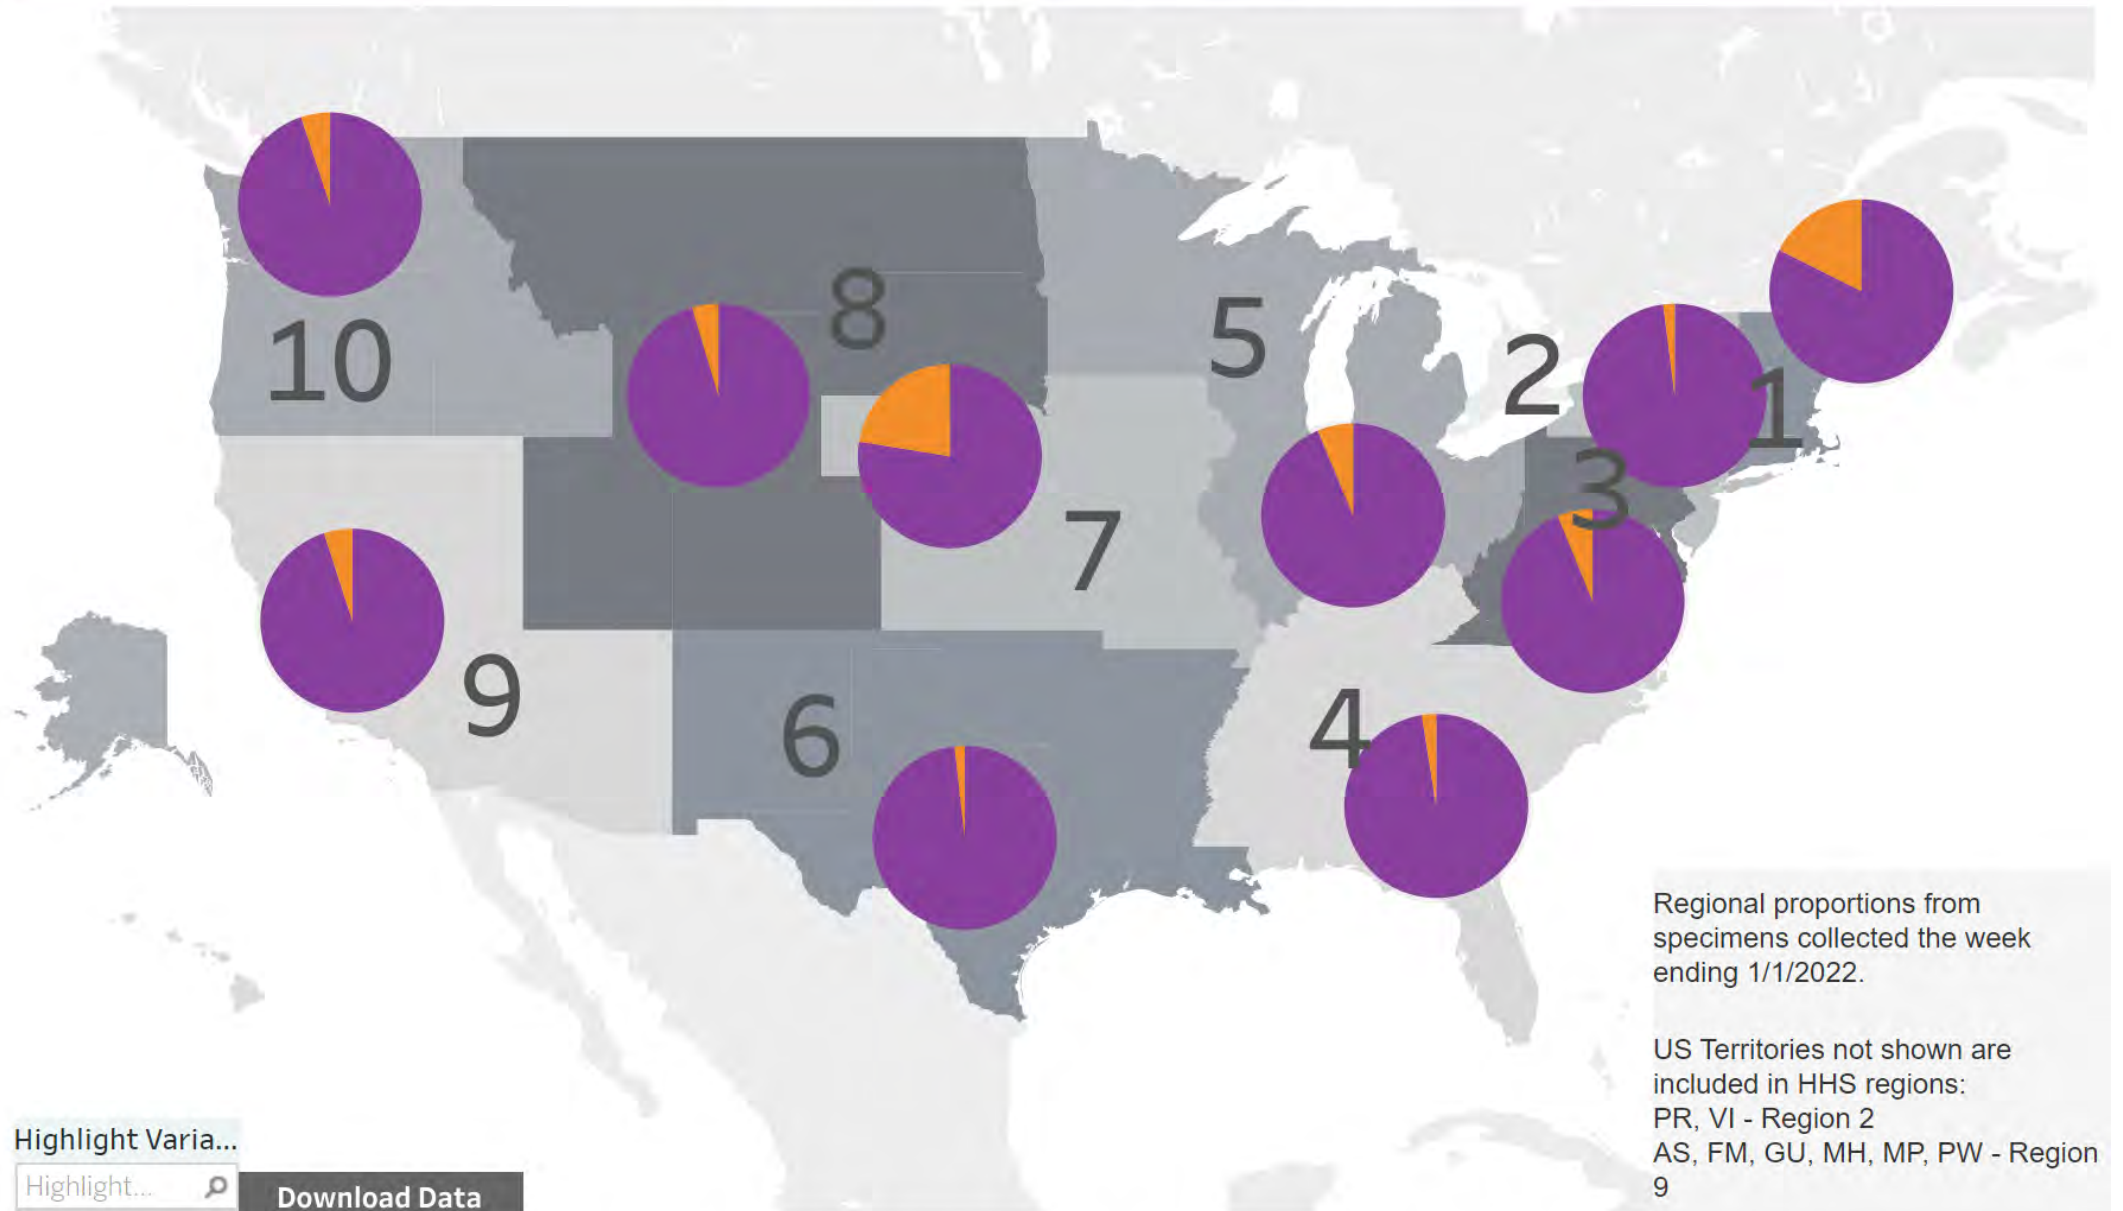 10
8
5
2
1
3
7
9
6
4
Regional proportions from
specimens collected the week
ending 1/1/2022.
US Territories not shown are
included in HHS regions:
PR, VI - Region 2
AS, FM, GU, MH, MP, PW - Region
9
Highlight Varia...
Highlight...
Download Data